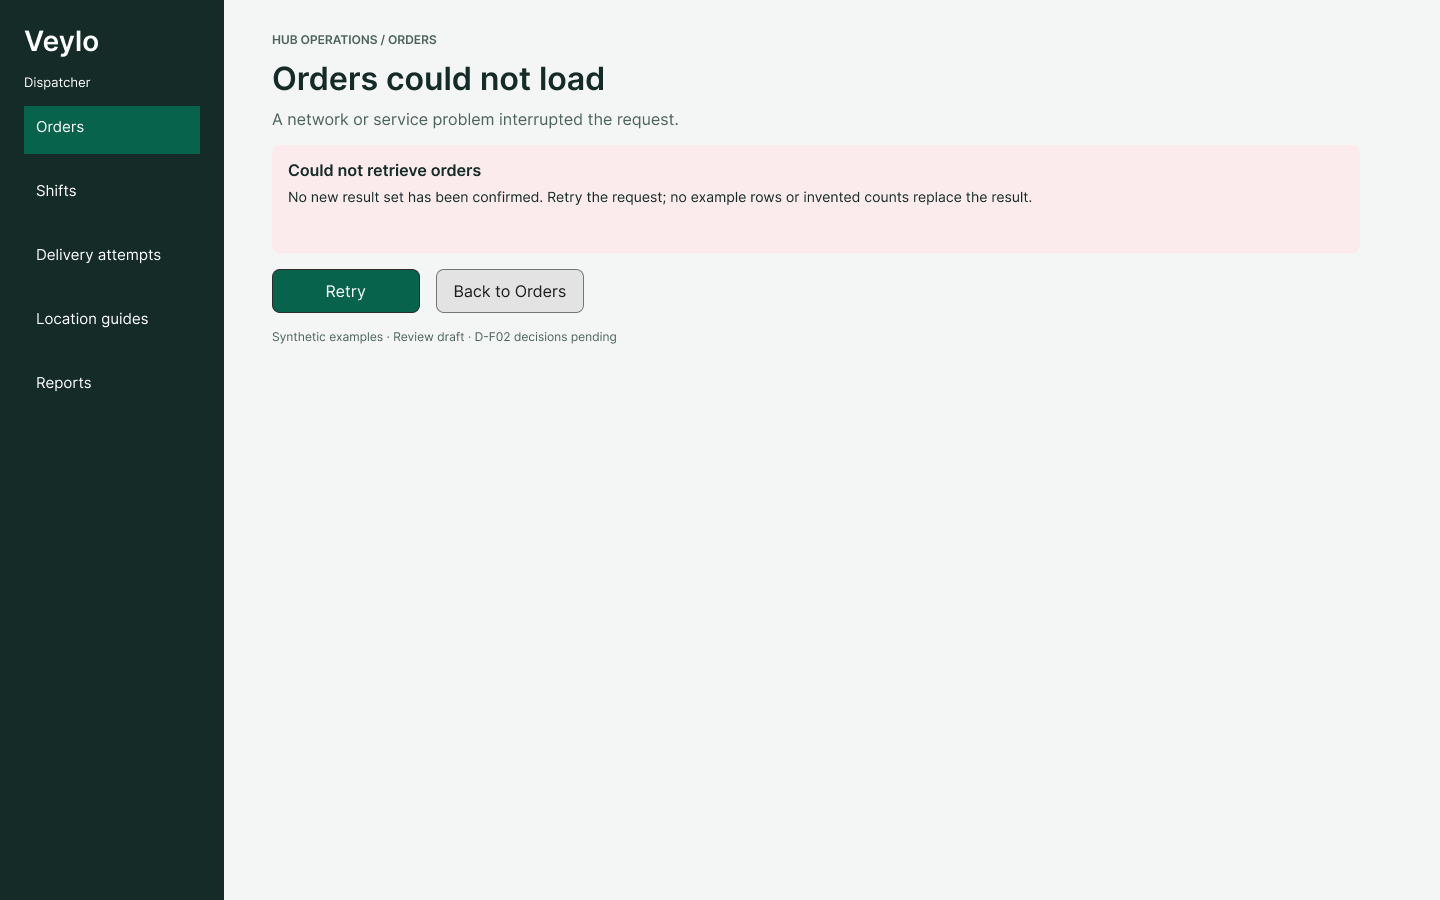 Veylo
Dispatcher
Orders
Shifts
Delivery attempts
Location guides
Reports
HUB OPERATIONS / ORDERS
Orders could not load
A network or service problem interrupted the request.
Could not retrieve orders
No new result set has been confirmed. Retry the request; no example rows or invented counts replace the result.
Retry
Back to Orders
Synthetic examples · Review draft · D-F02 decisions pending